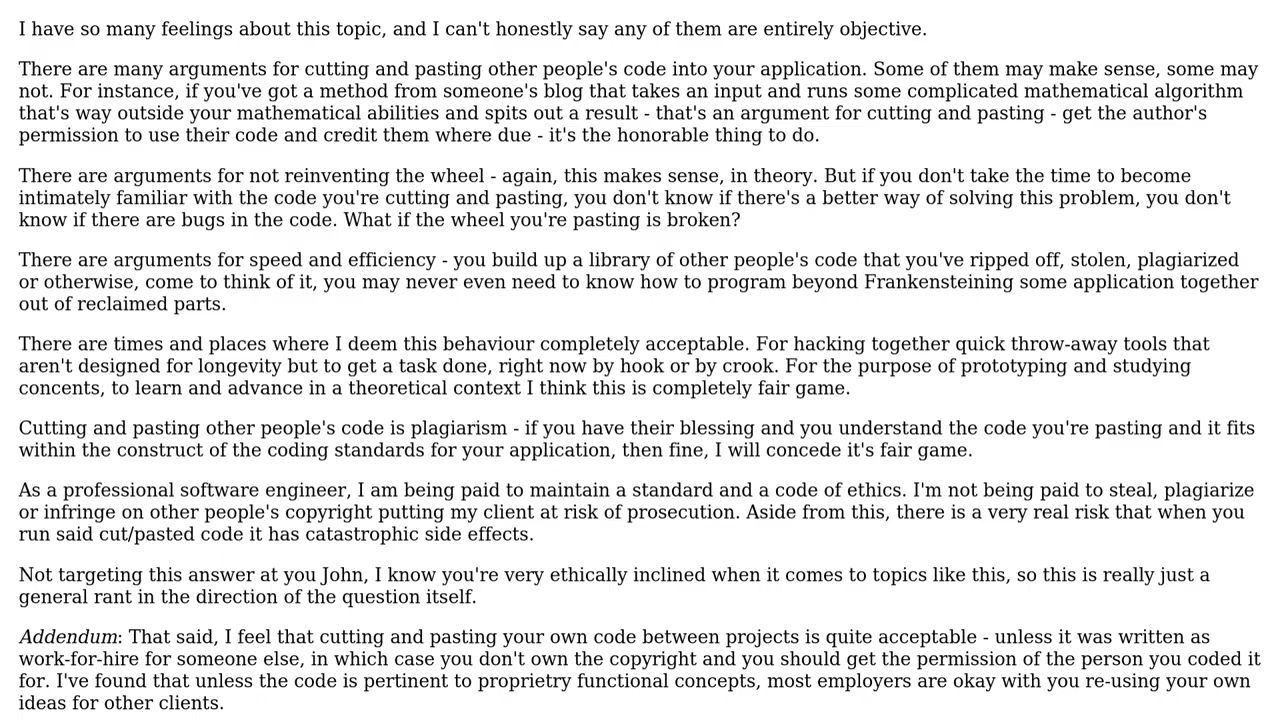 I have so many feelings about this topic, and I can't honestly say any of them are entirely objective.
There are many arguments for cutting and pasting other people's code into your application. Some of them may make sense, some may
not. For instance, if you've got a method from someone's blog that takes an input and runs some complicated mathematical algorithm
that's way outside your mathematical abilities and spits out a result - that's an argument for cutting and pasting - get the author's
permission to use their code and credit them where due - it's the honorable thing to do.
There are arguments for not reinventing the wheel - again, this makes sense, in theory. But if you don't take the time to become
intimately familiar with the code you're cutting and pasting, you don't know if there's a better way of solving this problem, you don't
know if there are bugs in the code. What if the wheel you're pasting is broken?
There are arguments for speed and efficiency - you build up a library of other people's code that you've ripped off, stolen, plagiarized
or otherwise, come to think of it, you may never even need to know how to program beyond Frankensteining some application together
out of reclaimed parts.
There are times and places where I deem this behaviour completely acceptable. For hacking together quick throw-away tools that
aren't designed for longevity but to get a task done, right now by hook or by crook. For the purpose of prototyping and studying
concents, to learn and advance in a theoretical context I think this is completely fair game.
Cutting and pasting other people's code is plagiarism - if you have their blessing and you understand the code you're pasting and it fits
within the construct of the coding standards for your application, then fine, I will concede it's fair game.
As a professional software engineer, I am being paid to maintain a standard and a code of ethics. I'm not being paid to steal, plagiarize
or infringe on other people's copyright putting my client at risk of prosecution. Aside from this, there is a very real risk that when you
run said cut/pasted code it has catastrophic side effects.
Not targeting this answer at you John, I know you're very ethically inclined when it comes to topics like this, so this is really just a
general rant in the direction of the question itself.
Addendum: That said, I feel that cutting and pasting your own code between projects is quite acceptable - unless it was written as
work-for-hire for someone else, in which case you don't own the copyright and you should get the permission of the person you coded it
for. I've found that unless the code is pertinent to proprietry functional concepts, most employers are okay with you re-using your own
ideas for other clients.